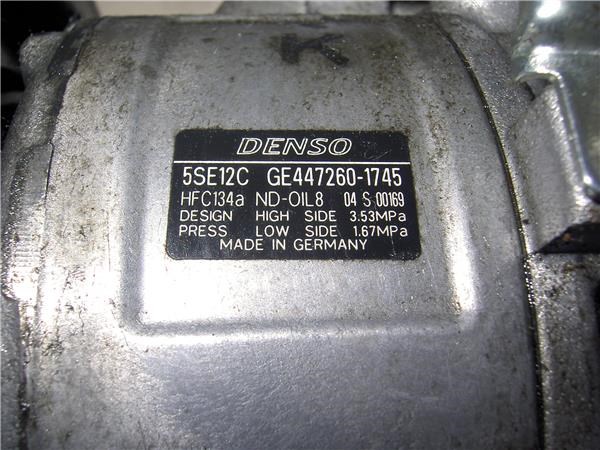 K
DENSO
5SE12C GE447260-1745
HFC134a ND-OIL8 04 S 00169
DESIGN HIGH SIDE 3.53MPa
PRESS LOW SIDE 1.67MPa
MADE IN GERMANY